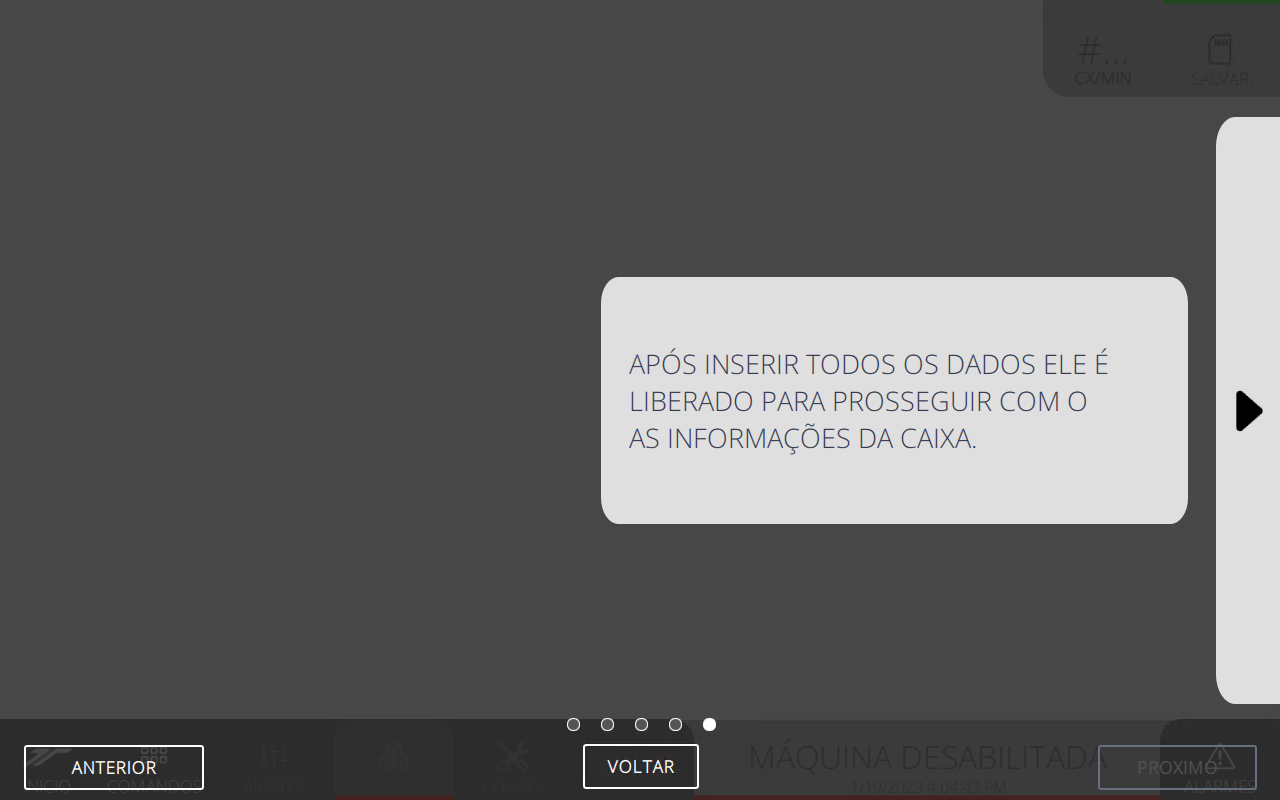 #...
CX/MIN
SALVAR
APÓS INSERIR TODOS OS DADOS ELE É
LIBERADO PARA PROSSEGUIR COM O
AS INFORMAÇÕES DA CAIXA.
ANTERIOR
VOLTAR
PROXIMO
INICIO
COMANDOS
AJUSTES
CONFIG
MÁQUINA DESABILITADA
1/19/2023 4:04:43 PM
ALARMES